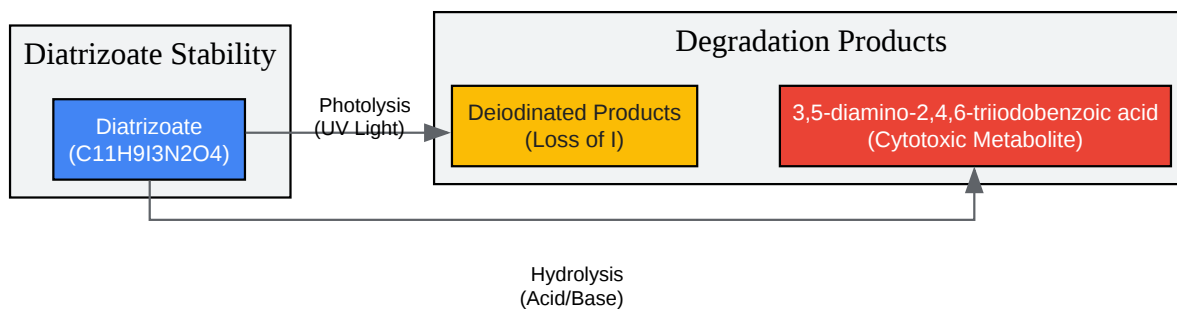 Diatrizoate Stability
Degradation Products
Diatrizoate
(C11H9I3N2O4)
Photolysis
(UV Light)
Deiodinated Products
(Loss of I)
3,5-diamino-2,4,6-triiodobenzoic acid
(Cytotoxic Metabolite)
Hydrolysis
(Acid/Base)